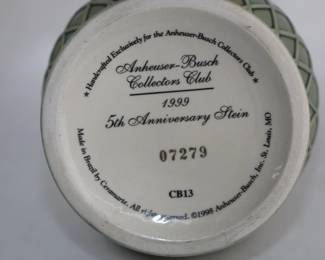 ★ Handcrafted Exclusively for the Anheuser-Busch Collectors Club ★
Anheuser-Busch
Collectors Club
1999
5th Anniversary Stein
07279
CB13
Made in Brazil by Ceramarte. All rights reserved. ©1998 Anheuser-Busch, Inc. St. Louis, MO